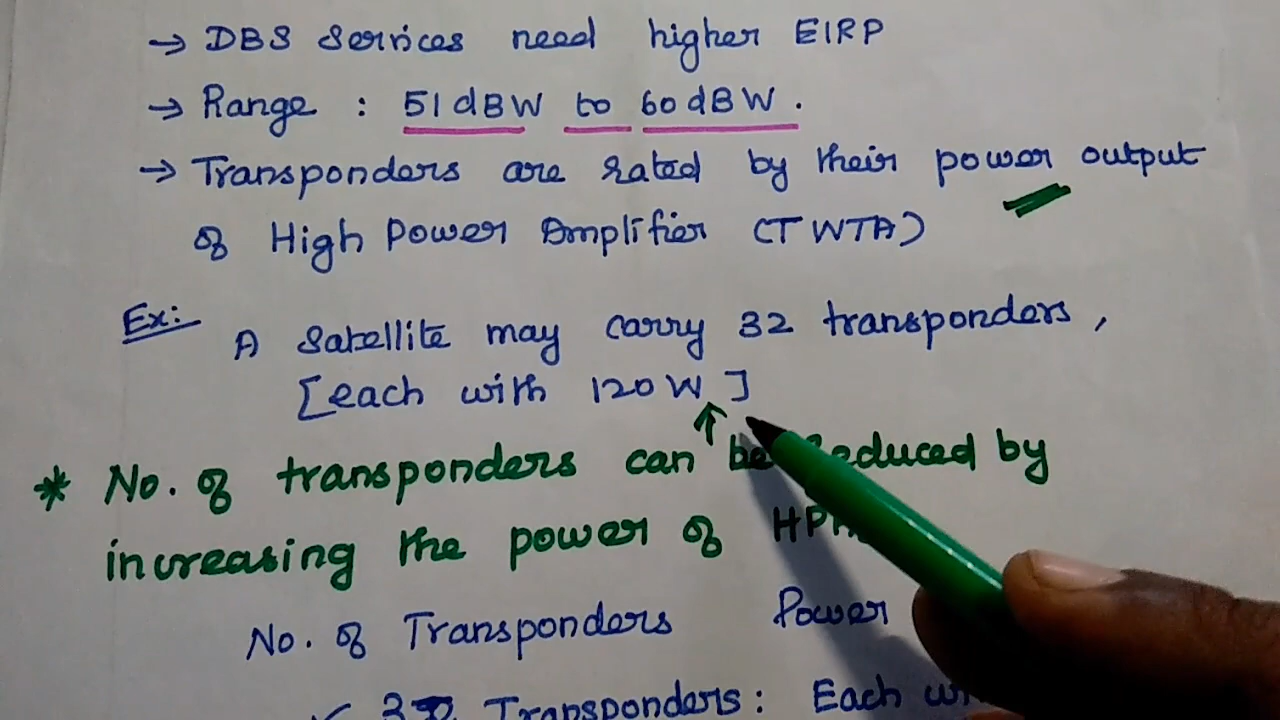 → DBS Services need higher EIRP
→ Range : 51 dBW to 60 dBW.
→ Transponders are rated by their power output
of High Power Amplifier (TWTA)
Ex: A Satellite may carry 32 transponders,
[each with 120 W]
* No. of transponders can be reduced by
increasing the power of
No. of Transponders Power
Transponders: Each